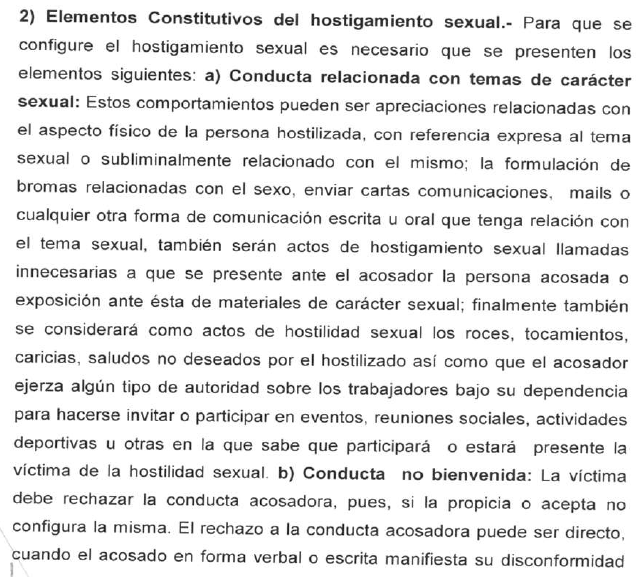 2) Elementos Constitutivos del hostigamiento sexual.- Para que se
configure el hostigamiento sexual es necesario que se presenten los
elementos siguientes: a) Conducta relacionada con temas de carácter
sexual: Estos comportamientos pueden ser apreciaciones relacionadas con
el aspecto físico de la persona hostilizada, con referencia expresa al tema
sexual o subliminalmente relacionado con el mismo; la formulación de
bromas relacionadas con el sexo, enviar cartas comunicaciones, mails o
cualquier otra forma de comunicación escrita u oral que tenga relación con
el tema sexual, también serán actos de hostigamiento sexual llamadas
innecesarias a que se presente ante el acosador la persona acosada o
exposición ante ésta de materiales de carácter sexual; finalmente también
se considerará como actos de hostilidad sexual los roces, tocamientos,
caricias, saludos no deseados por el hostilizado así como que el acosador
ejerza algún tipo de autoridad sobre los trabajadores bajo su dependencia
para hacerse invitar o participar en eventos, reuniones sociales, actividades
deportivas u otras en la que sabe que participará o estará presente la
víctima de la hostilidad sexual. b) Conducta no bienvenida: La víctima
debe rechazar la conducta acosadora, pues, si la propicia o acepta no
configura la misma. El rechazo a la conducta acosadora puede ser directo,
cuando el acosado en forma verbal o escrita manifiesta su disconformidad